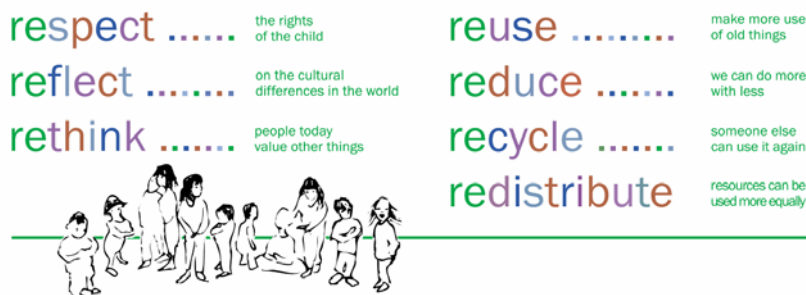 respect ....... the rights
of the child
reflect ........ on the cultural
differences in the world
rethink ....... people today
value other things
reuse ......... make more use
of old things
reduce ....... we can do more
with less
recycle ....... someone else
can use it again
redistribute resources can be
used more equally